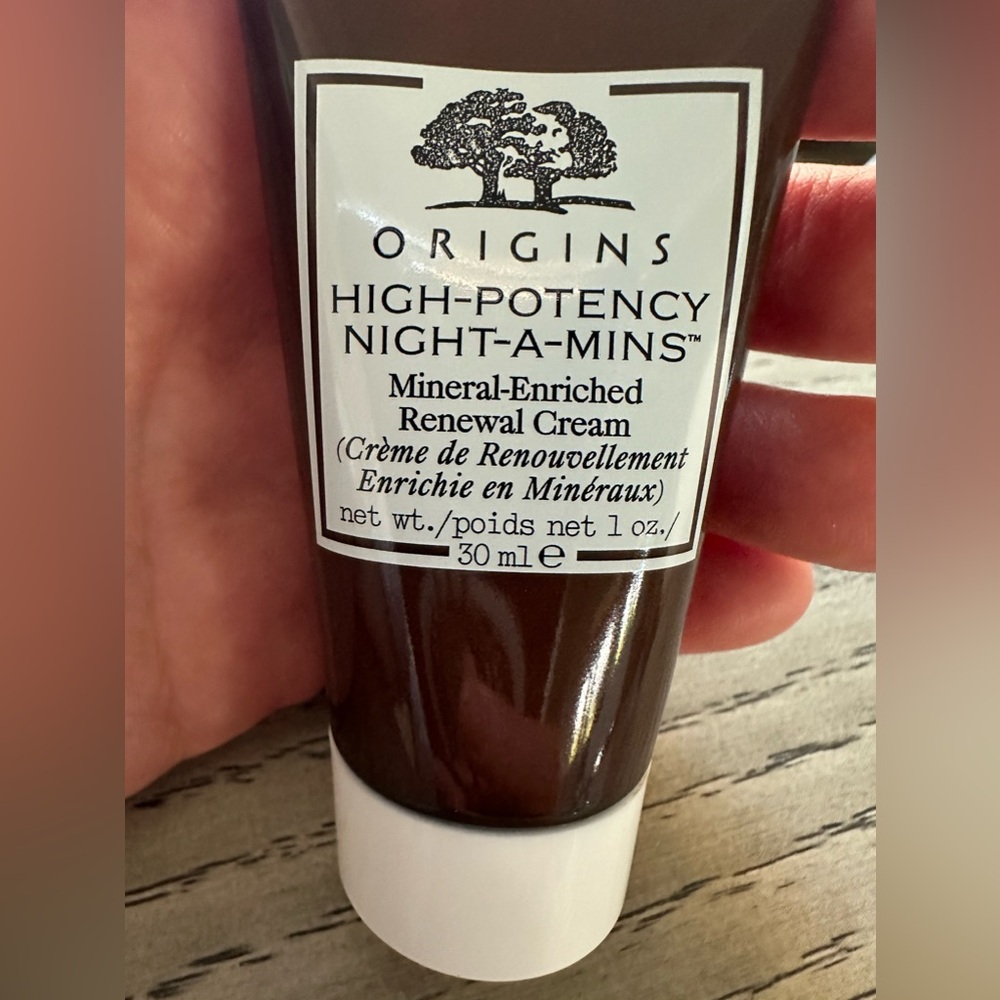 ORIGINS
HIGH-POTENCY
NIGHT-A-MINS™
Mineral-Enriched
Renewal Cream
(Crème de Renouvellement
Enrichie en Minéraux)
net wt./poids net 1 oz./
30 ml ℮